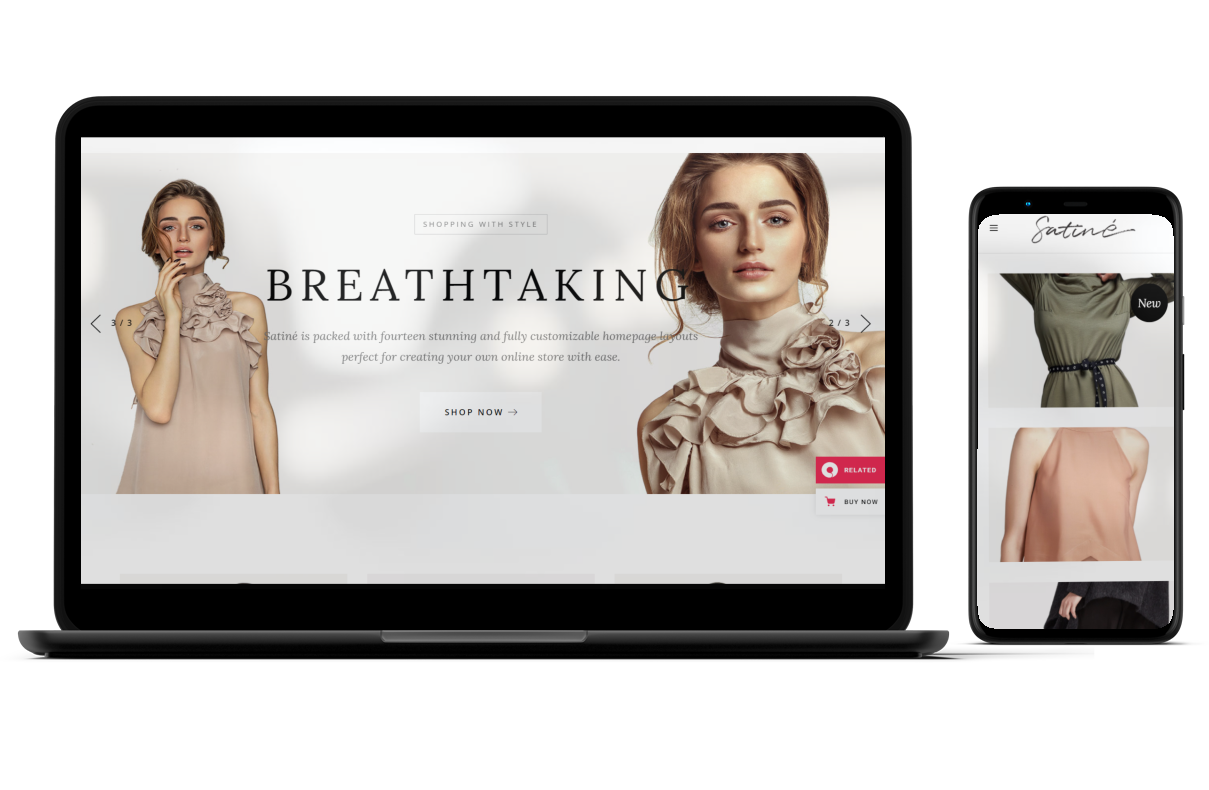 SHOPPING WITH STYLE
BREATHTAKING
3 / 3
2 / 3
Satiné is packed with fourteen stunning and fully customizable homepage layouts
perfect for creating your own online store with ease.
SHOP NOW
RELATED
BUY NOW
Satiné
New